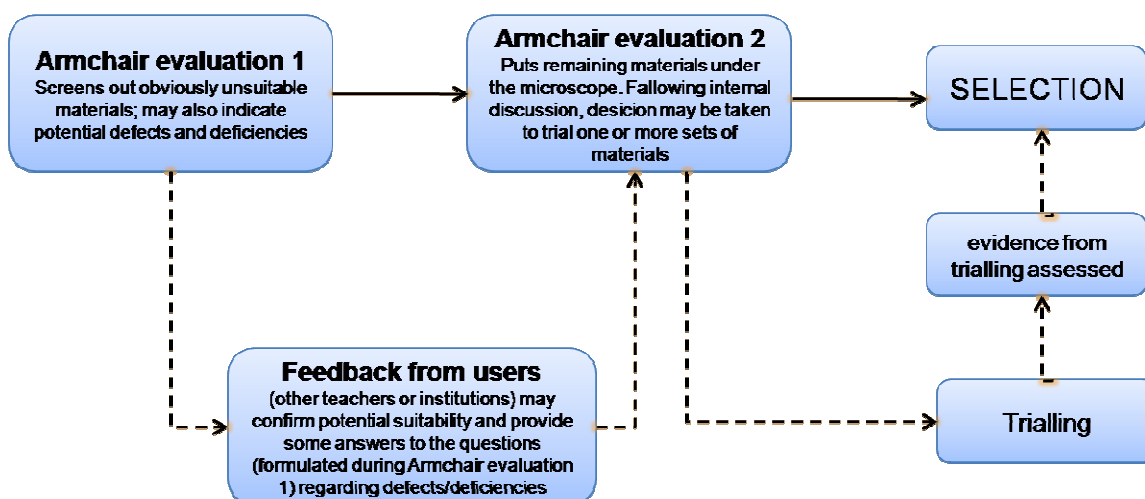 Armchair evaluation 1
Screens out obviously unsuitable
materials; may also indicate
potential defects and deficiencies
Armchair evaluation 2
Puts remaining materials under
the microscope. Fallowing internal
discussion, desicion may be taken
to trial one or more sets of
materials
SELECTION
evidence from
trialling assessed
Trialling
Feedback from users
(other teachers or institutions) may
confirm potential suitability and provide
some answers to the questions
(formulated during Armchair evaluation
1) regarding defects/deficiencies